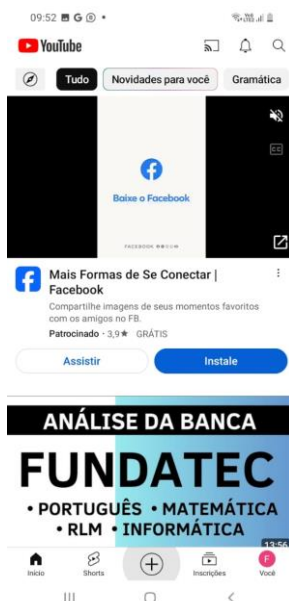 09:52
YouTube
Tudo
Novidades para você
Gramática
CC
Baixe o Facebook
Mais Formas de Se Conectar |
Facebook
Compartilhe imagens de seus momentos favoritos
com os amigos no FB.
Patrocinado · 3,9★ GRÁTIS
Assistir
Instale
ANÁLISE DA BANCA
FUNDATEC
• PORTUGUÊS • MATEMÁTICA
• RLM • INFORMÁTICA
13:56
Início
Shorts
Inscrições
F
Você